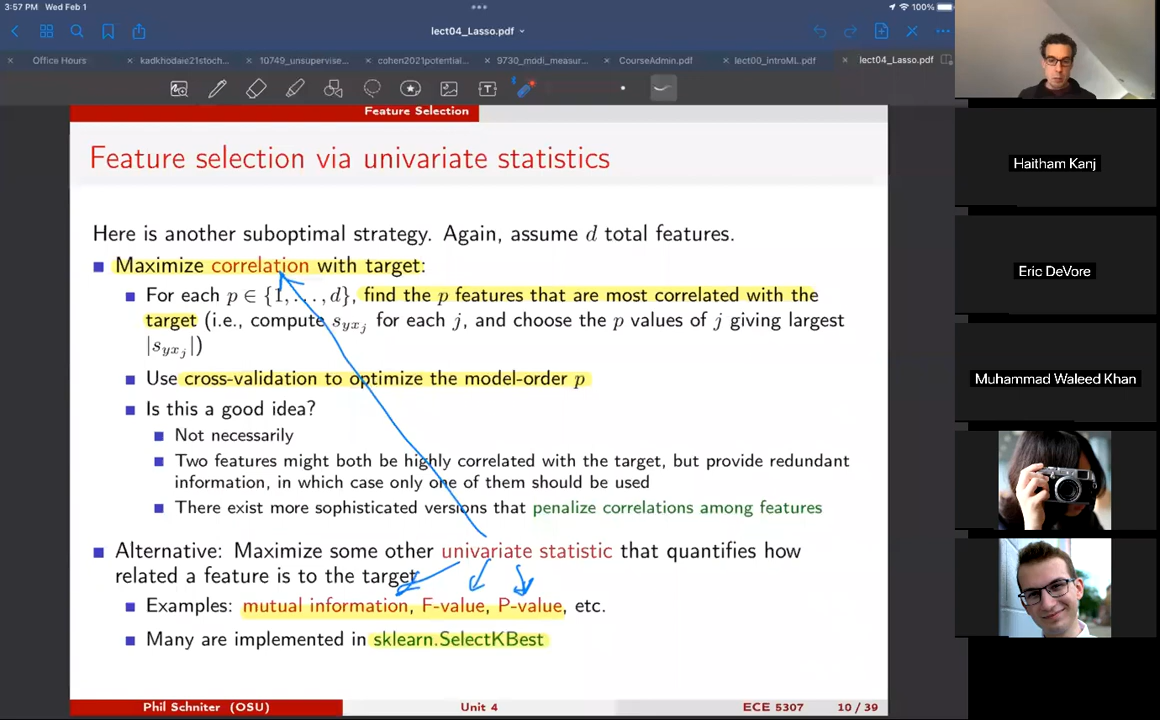 3:57 PM Wed Feb 1
100%
lect04_Lasso.pdf
Office Hours
kadkhodaie21stoch...
10749_unsupervise...
cohen2021potential...
9730_modi_measur...
CourseAdmin.pdf
lect00_introML.pdf
lect04_Lasso.pdf
Feature Selection
Feature selection via univariate statistics
Here is another suboptimal strategy. Again, assume d total features.
Maximize correlation with target:
For each p ∈ {1, . . . , d}, find the p features that are most correlated with the
target (i.e., compute s_{yx_j} for each j, and choose the p values of j giving largest
|s_{yx_j}|)
Use cross-validation to optimize the model-order p
Is this a good idea?
Not necessarily
Two features might both be highly correlated with the target, but provide redundant
information, in which case only one of them should be used
There exist more sophisticated versions that penalize correlations among features
Alternative: Maximize some other univariate statistic that quantifies how
related a feature is to the target
Examples: mutual information, F-value, P-value, etc.
Many are implemented in sklearn.SelectKBest
Phil Schniter (OSU) Unit 4 ECE 5307 10 / 39
Haitham Kanj
Eric DeVore
Muhammad Waleed Khan